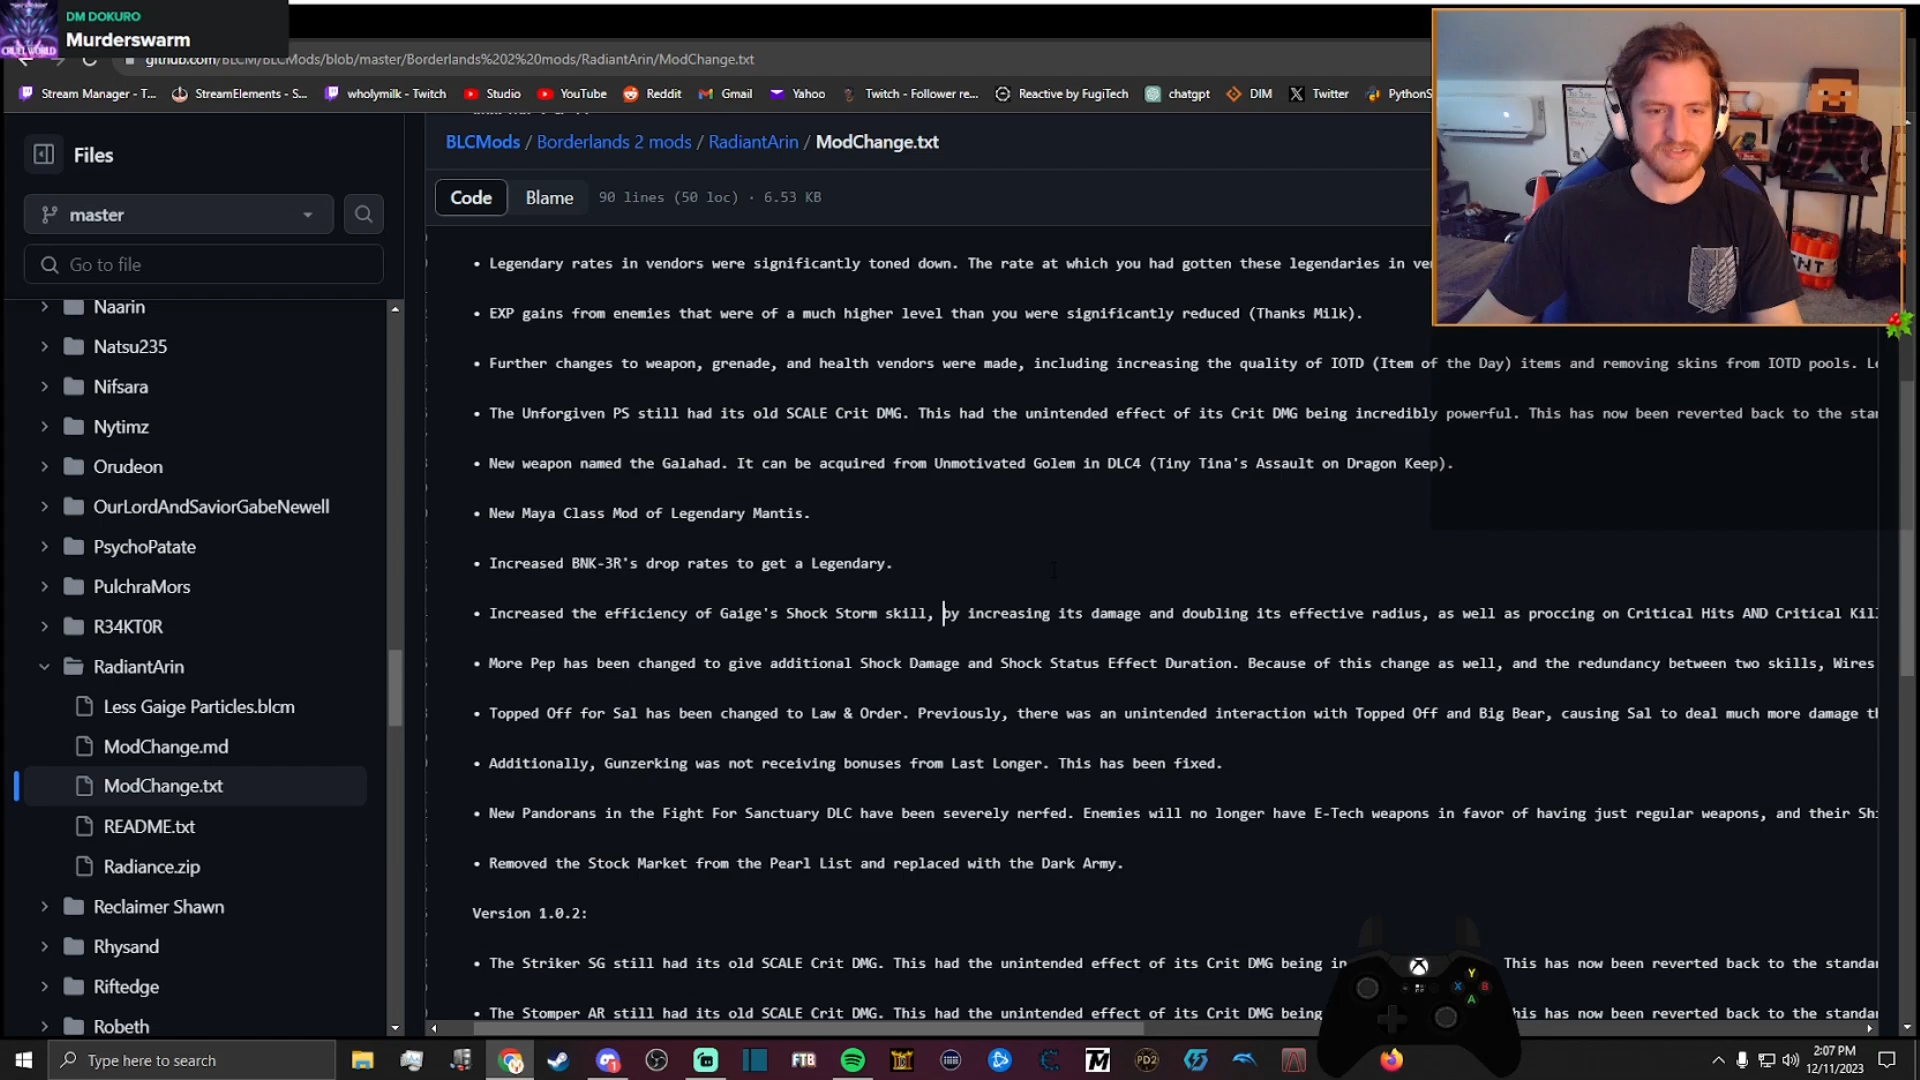 DM DOKURO
Murderswarm
CRUEL WORLD
github.com/BLCM/BLCMods/blob/master/Borderlands%202%20mods/RadiantArin/ModChange.txt
Stream Manager - T... StreamElements - S... wholymilk - Twitch Studio YouTube Reddit Gmail Yahoo Twitch - Follower re... Reactive by FugiTech chatgpt DIM Twitter PythonS
Files
master
Go to file
Naarin
Natsu235
Nifsara
Nytimz
Orudeon
OurLordAndSaviorGabeNewell
PsychoPatate
PulchraMors
R34KT0R
RadiantArin
Less Gaige Particles.blcm
ModChange.md
ModChange.txt
README.txt
Radiance.zip
Reclaimer Shawn
Rhysand
Riftedge
Robeth
BLCMods / Borderlands 2 mods / RadiantArin / ModChange.txt
Code Blame 90 lines (50 loc) · 6.53 KB
• Legendary rates in vendors were significantly toned down. The rate at which you had gotten these legendaries in ve
• EXP gains from enemies that were of a much higher level than you were significantly reduced (Thanks Milk).
• Further changes to weapon, grenade, and health vendors were made, including increasing the quality of IOTD (Item of the Day) items and removing skins from IOTD pools. Le
• The Unforgiven PS still had its old SCALE Crit DMG. This had the unintended effect of its Crit DMG being incredibly powerful. This has now been reverted back to the stan
• New weapon named the Galahad. It can be acquired from Unmotivated Golem in DLC4 (Tiny Tina's Assault on Dragon Keep).
• New Maya Class Mod of Legendary Mantis.
• Increased BNK-3R's drop rates to get a Legendary.
• Increased the efficiency of Gaige's Shock Storm skill, by increasing its damage and doubling its effective radius, as well as proccing on Critical Hits AND Critical Kil
• More Pep has been changed to give additional Shock Damage and Shock Status Effect Duration. Because of this change as well, and the redundancy between two skills, Wires
• Topped Off for Sal has been changed to Law & Order. Previously, there was an unintended interaction with Topped Off and Big Bear, causing Sal to deal much more damage th
• Additionally, Gunzerking was not receiving bonuses from Last Longer. This has been fixed.
• New Pandorans in the Fight For Sanctuary DLC have been severely nerfed. Enemies will no longer have E-Tech weapons in favor of having just regular weapons, and their Shi
• Removed the Stock Market from the Pearl List and replaced with the Dark Army.
Version 1.0.2:
• The Striker SG still had its old SCALE Crit DMG. This had the unintended effect of its Crit DMG being in This has now been reverted back to the standar
• The Stomper AR still had its old SCALE Crit DMG. This had the unintended effect of its Crit DMG being his has now been reverted back to the standar
TNT
Y
X B
A
Type here to search
FTB
PD2
2:07 PM
12/11/2023